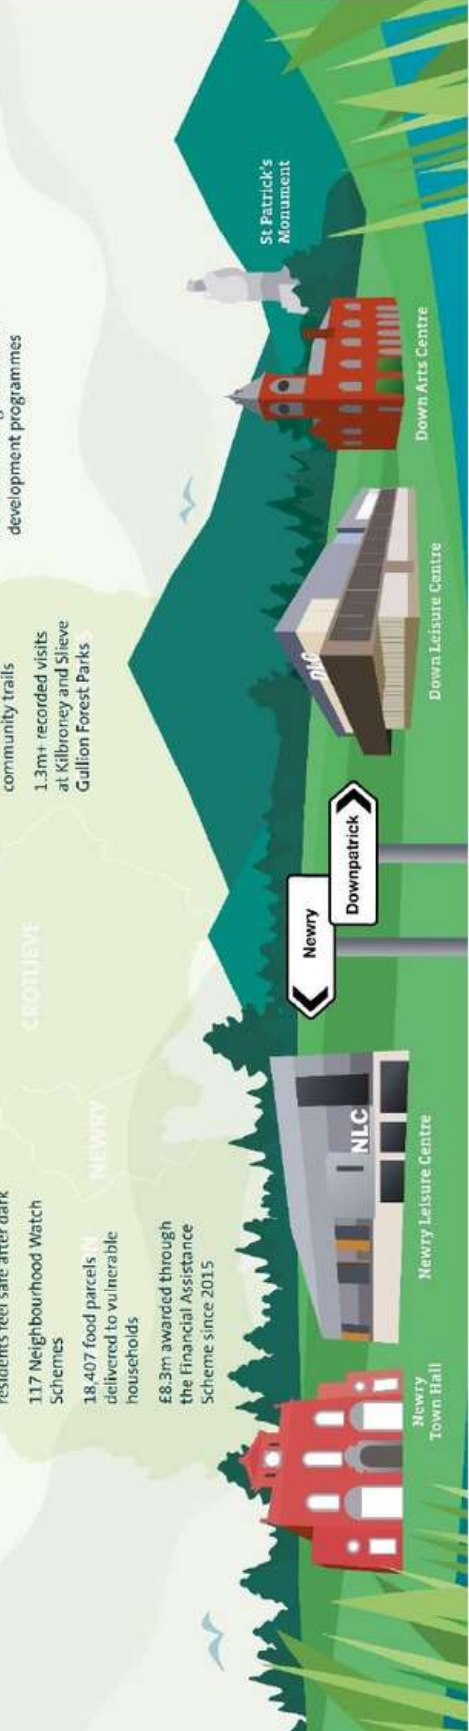 residents feel safe after dark
117 Neighbourhood Watch
Schemes
18,407 food parcels
delivered to vulnerable
households
£8.3m awarded through
the Financial Assistance
Scheme since 2015
community trails
1.3m+ recorded visits
at Kilbroney and Slieve
Gullion Forest Parks
development programmes
CROTLIEVE
NEWRY
St Patrick's
Monument
Newry
Downpatrick
NLC
DLC
Newry
Town Hall
Newry Leisure Centre
Down Leisure Centre
Down Arts Centre